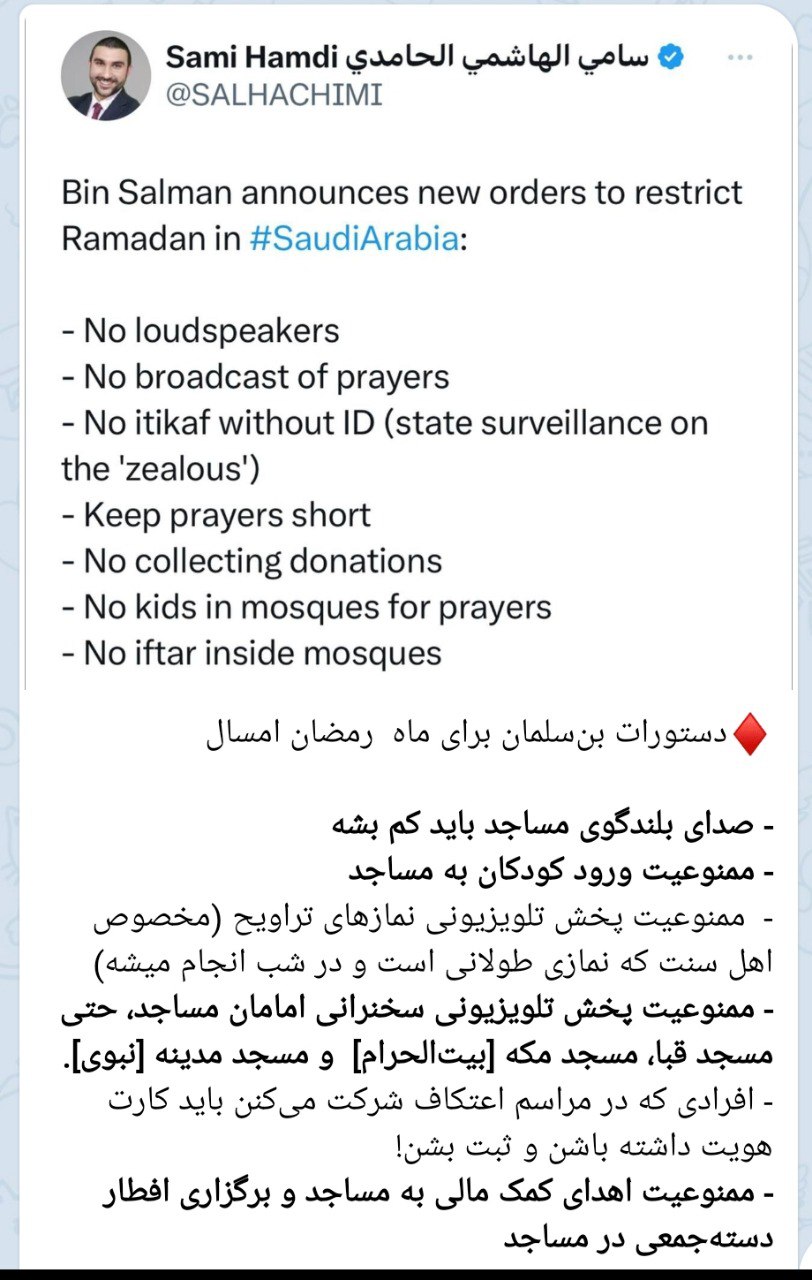 Sami Hamdi سامي الهاشمي الحامدي
@SALHACHIMI
Bin Salman announces new orders to restrict
Ramadan in #SaudiArabia:
- No loudspeakers
- No broadcast of prayers
- No itikaf without ID (state surveillance on
the 'zealous')
- Keep prayers short
- No collecting donations
- No kids in mosques for prayers
- No iftar inside mosques
♦️دستورات بن‌سلمان برای ماه رمضان امسال
- صدای بلندگوی مساجد باید کم بشه
- ممنوعیت ورود کودکان به مساجد
- ممنوعیت پخش تلویزیونی نمازهای تراویح (مخصوص
اهل سنت که نمازی طولانی است و در شب انجام میشه)
- ممنوعیت پخش تلویزیونی سخنرانی امامان مساجد، حتی
مسجد قبا، مسجد مکه [بیت‌الحرام] و مسجد مدینه [نبوی].
- افرادی که در مراسم اعتکاف شرکت می‌کنن باید کارت
هویت داشته باشن و ثبت بشن!
- ممنوعیت اهدای کمک مالی به مساجد و برگزاری افطار
دسته‌جمعی در مساجد